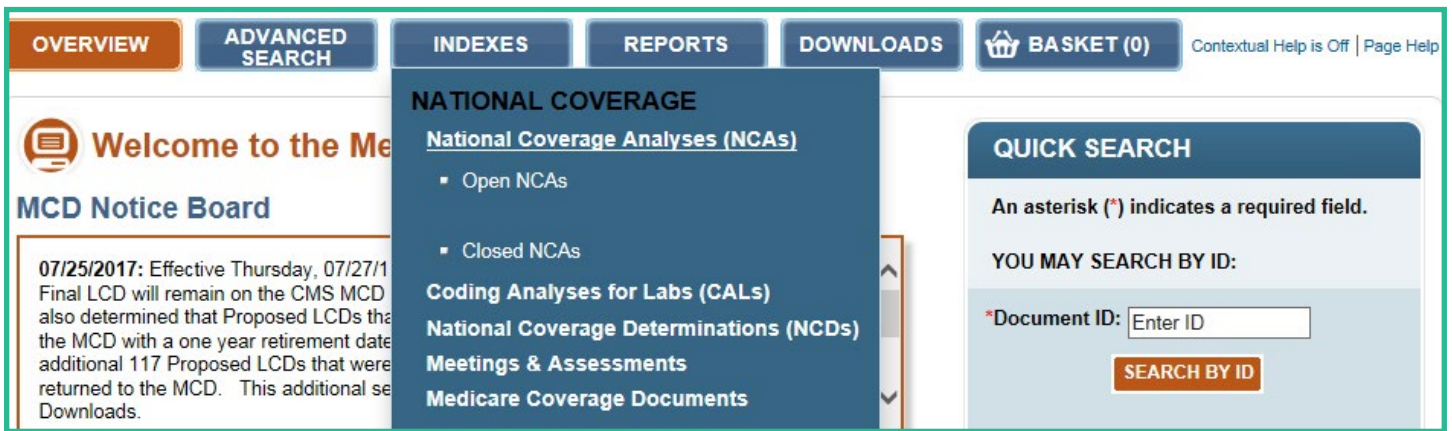 OVERVIEW
ADVANCED
SEARCH
INDEXES
REPORTS
DOWNLOADS
BASKET (0)
Contextual Help is Off | Page Help
NATIONAL COVERAGE
National Coverage Analyses (NCAs)
Open NCAs
Closed NCAs
Coding Analyses for Labs (CALs)
National Coverage Determinations (NCDs)
Meetings & Assessments
Medicare Coverage Documents
Welcome to the Me
MCD Notice Board
07/25/2017: Effective Thursday, 07/27/1
Final LCD will remain on the CMS MCD
also determined that Proposed LCDs tha
the MCD with a one year retirement date
additional 117 Proposed LCDs that were
returned to the MCD. This additional se
Downloads.
QUICK SEARCH
An asterisk (*) indicates a required field.
YOU MAY SEARCH BY ID:
*Document ID: Enter ID
SEARCH BY ID